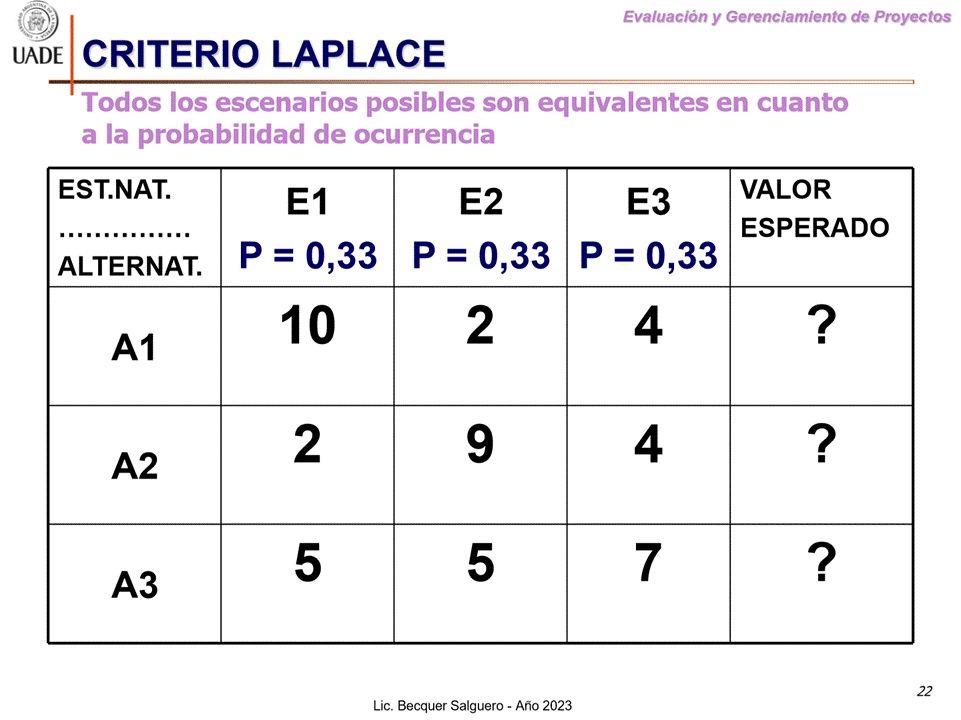 Evaluación y Gerenciamiento de Proyectos
UADE
CRITERIO LAPLACE
Todos los escenarios posibles son equivalentes en cuanto
a la probabilidad de ocurrencia
EST.NAT.
……………
ALTERNAT.
E1
P = 0,33
E2
P = 0,33
E3
P = 0,33
VALOR
ESPERADO
A1
10
2
4
?
A2
2
9
4
?
A3
5
5
7
?
22
Lic. Becquer Salguero - Año 2023